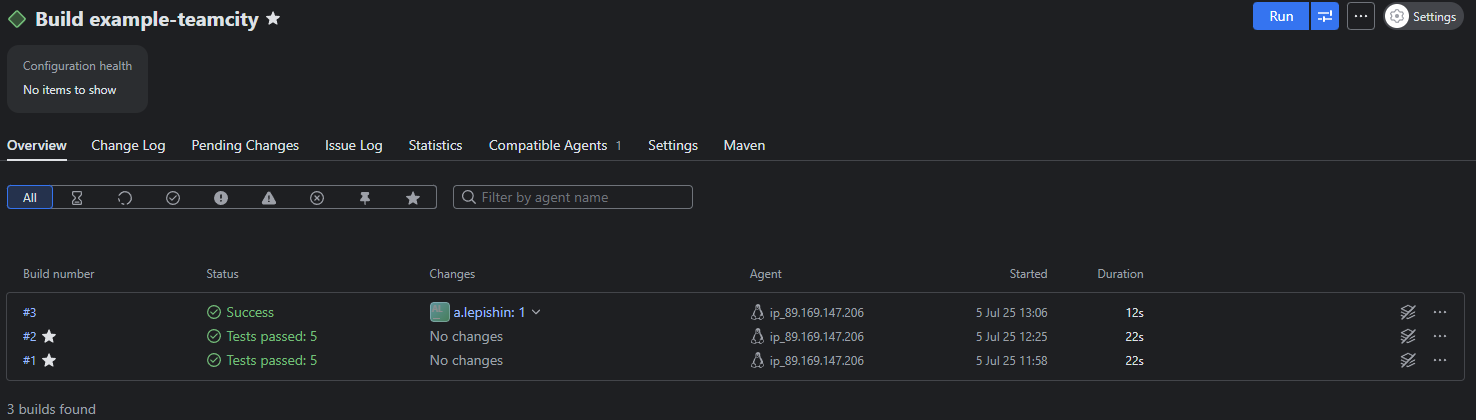 Build example-teamcity
Run
Settings
Configuration health
No items to show
Overview Change Log Pending Changes Issue Log Statistics Compatible Agents 1 Settings Maven
All
Filter by agent name
Build number Status Changes Agent Started Duration
#3 Success a.lepishin: 1 ip_89.169.147.206 5 Jul 25 13:06 12s
#2 Tests passed: 5 No changes ip_89.169.147.206 5 Jul 25 12:25 22s
#1 Tests passed: 5 No changes ip_89.169.147.206 5 Jul 25 11:58 22s
3 builds found